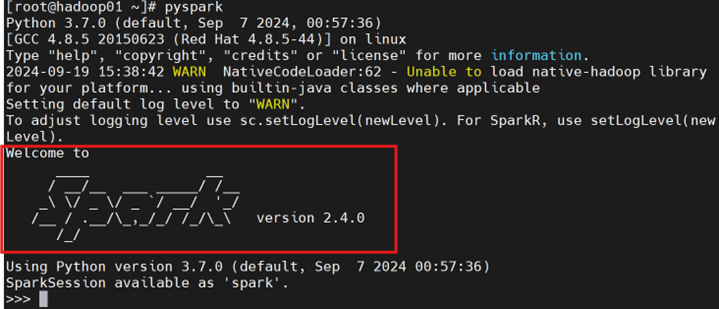 [root@hadoop01 ~]# pyspark
Python 3.7.0 (default, Sep  7 2024, 00:57:36)
[GCC 4.8.5 20150623 (Red Hat 4.8.5-44)] on linux
Type "help", "copyright", "credits" or "license" for more information.
2024-09-19 15:38:42 WARN  NativeCodeLoader:62 - Unable to load native-hadoop library
for your platform... using builtin-java classes where applicable
Setting default log level to "WARN".
To adjust logging level use sc.setLogLevel(newLevel). For SparkR, use setLogLevel(new
Level).
Welcome to
      ____              __
     / __/__  ___ _____/ /__
    _\ \/ _ \/ _ `/ __/  '_/
   /__ / .__/\_,_/_/ /_/\_\   version 2.4.0
      /_/
Using Python version 3.7.0 (default, Sep  7 2024 00:57:36)
SparkSession available as 'spark'.
>>>